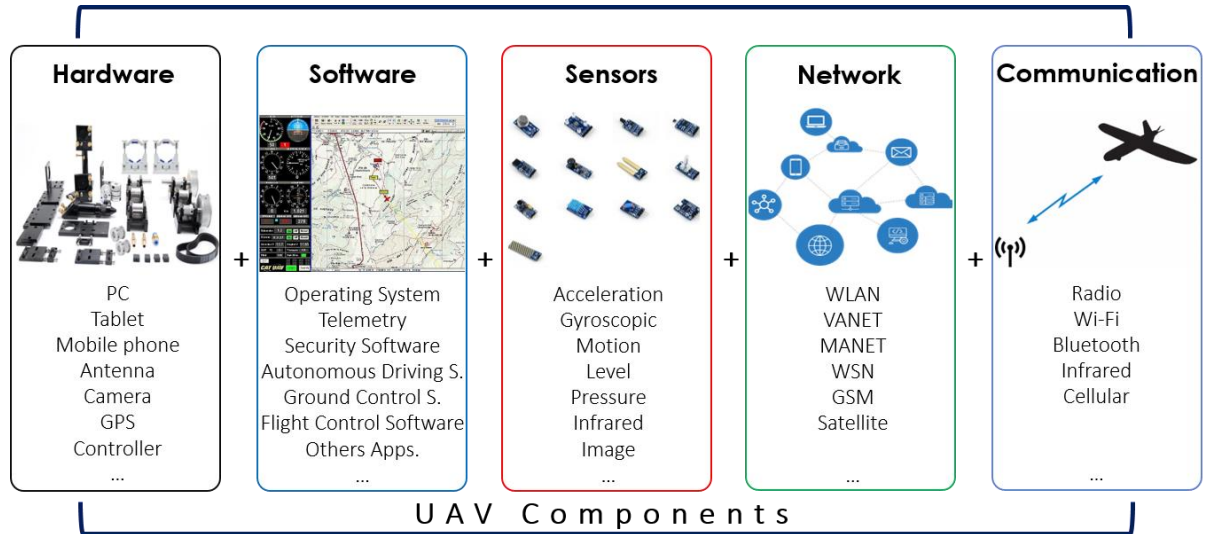 Hardware
PC
Tablet
Mobile phone
Antenna
Camera
GPS
Controller
...
+
Software
CAT UAV
Operating System
Telemetry
Security Software
Autonomous Driving S.
Ground Control S.
Flight Control Software
Others Apps.
...
+
Sensors
Acceleration
Gyroscopic
Motion
Level
Pressure
Infrared
Image
...
+
Network
WLAN
VANET
MANET
WSN
GSM
Satellite
...
+
Communication
Radio
Wi-Fi
Bluetooth
Infrared
Cellular
...
UAV Components